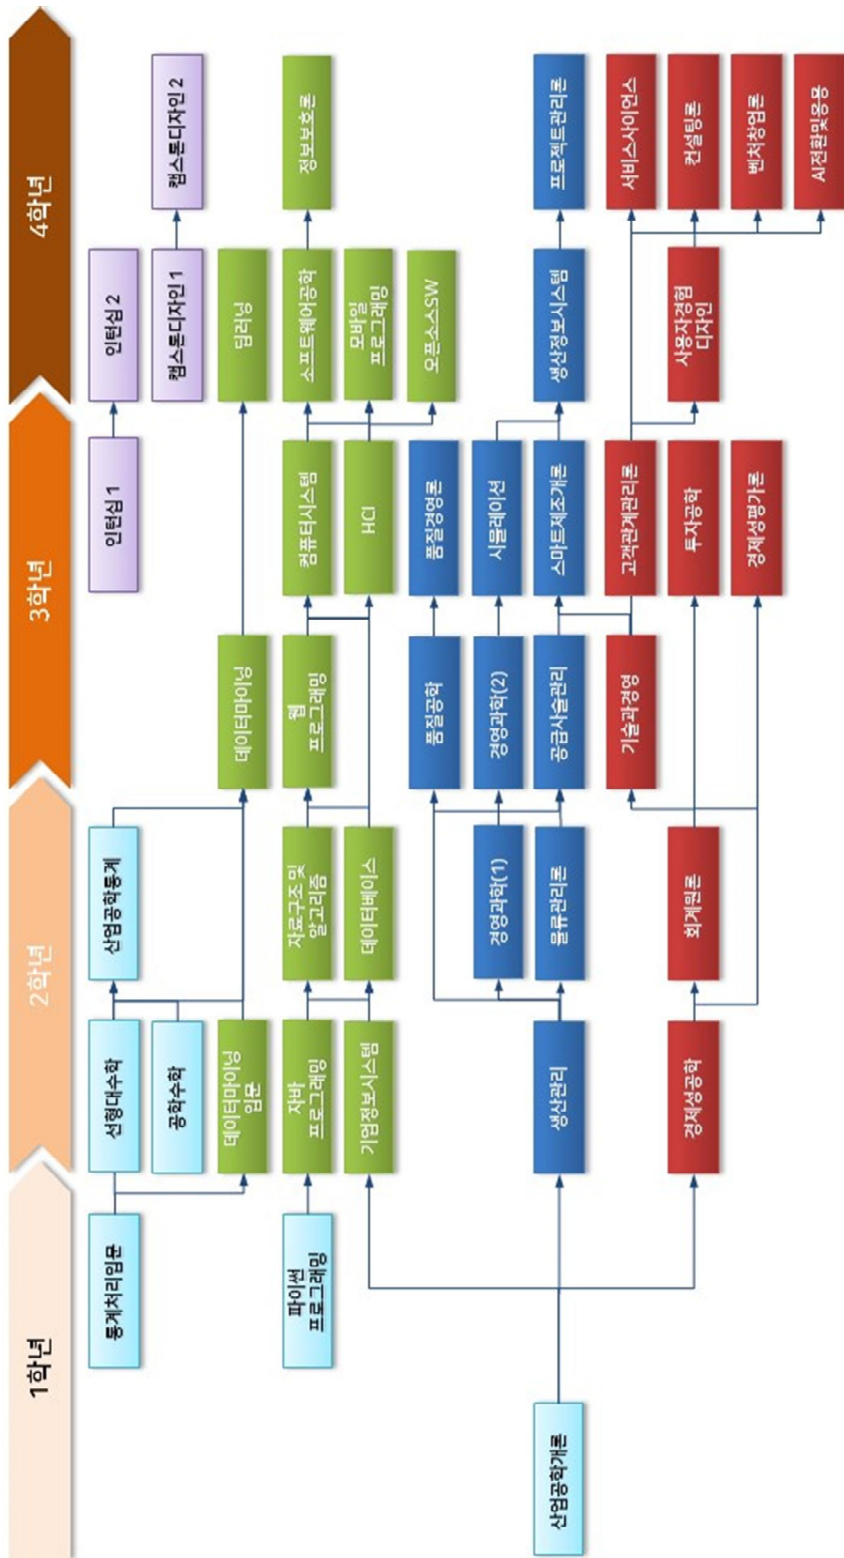 1학년
2학년
3학년
4학년
통계처리입문
선형대수학
산업공학통계
인턴십 1
인턴십 2
공학수학
캡스톤디자인 1
캡스톤디자인 2
데이터마이닝
입문
데이터마이닝
딥러닝
파이썬
프로그래밍
자바
프로그래밍
자료구조 및
알고리즘
웹
프로그래밍
컴퓨터시스템
소프트웨어공학
정보보호론
기업정보시스템
데이터베이스
HCI
모바일
프로그래밍
오픈소스SW
품질공학
품질경영론
경영과학(1)
경영과학(2)
시뮬레이션
산업공학개론
생산관리
물류관리론
공급사슬관리
스마트제조개론
생산정보시스템
프로젝트관리론
기술과경영
고객관계관리론
서비스사이언스
경제성공학
회계원론
투자공학
사용자경험
디자인
컨설팅론
경제성평가론
벤처창업론
AI전환및응용